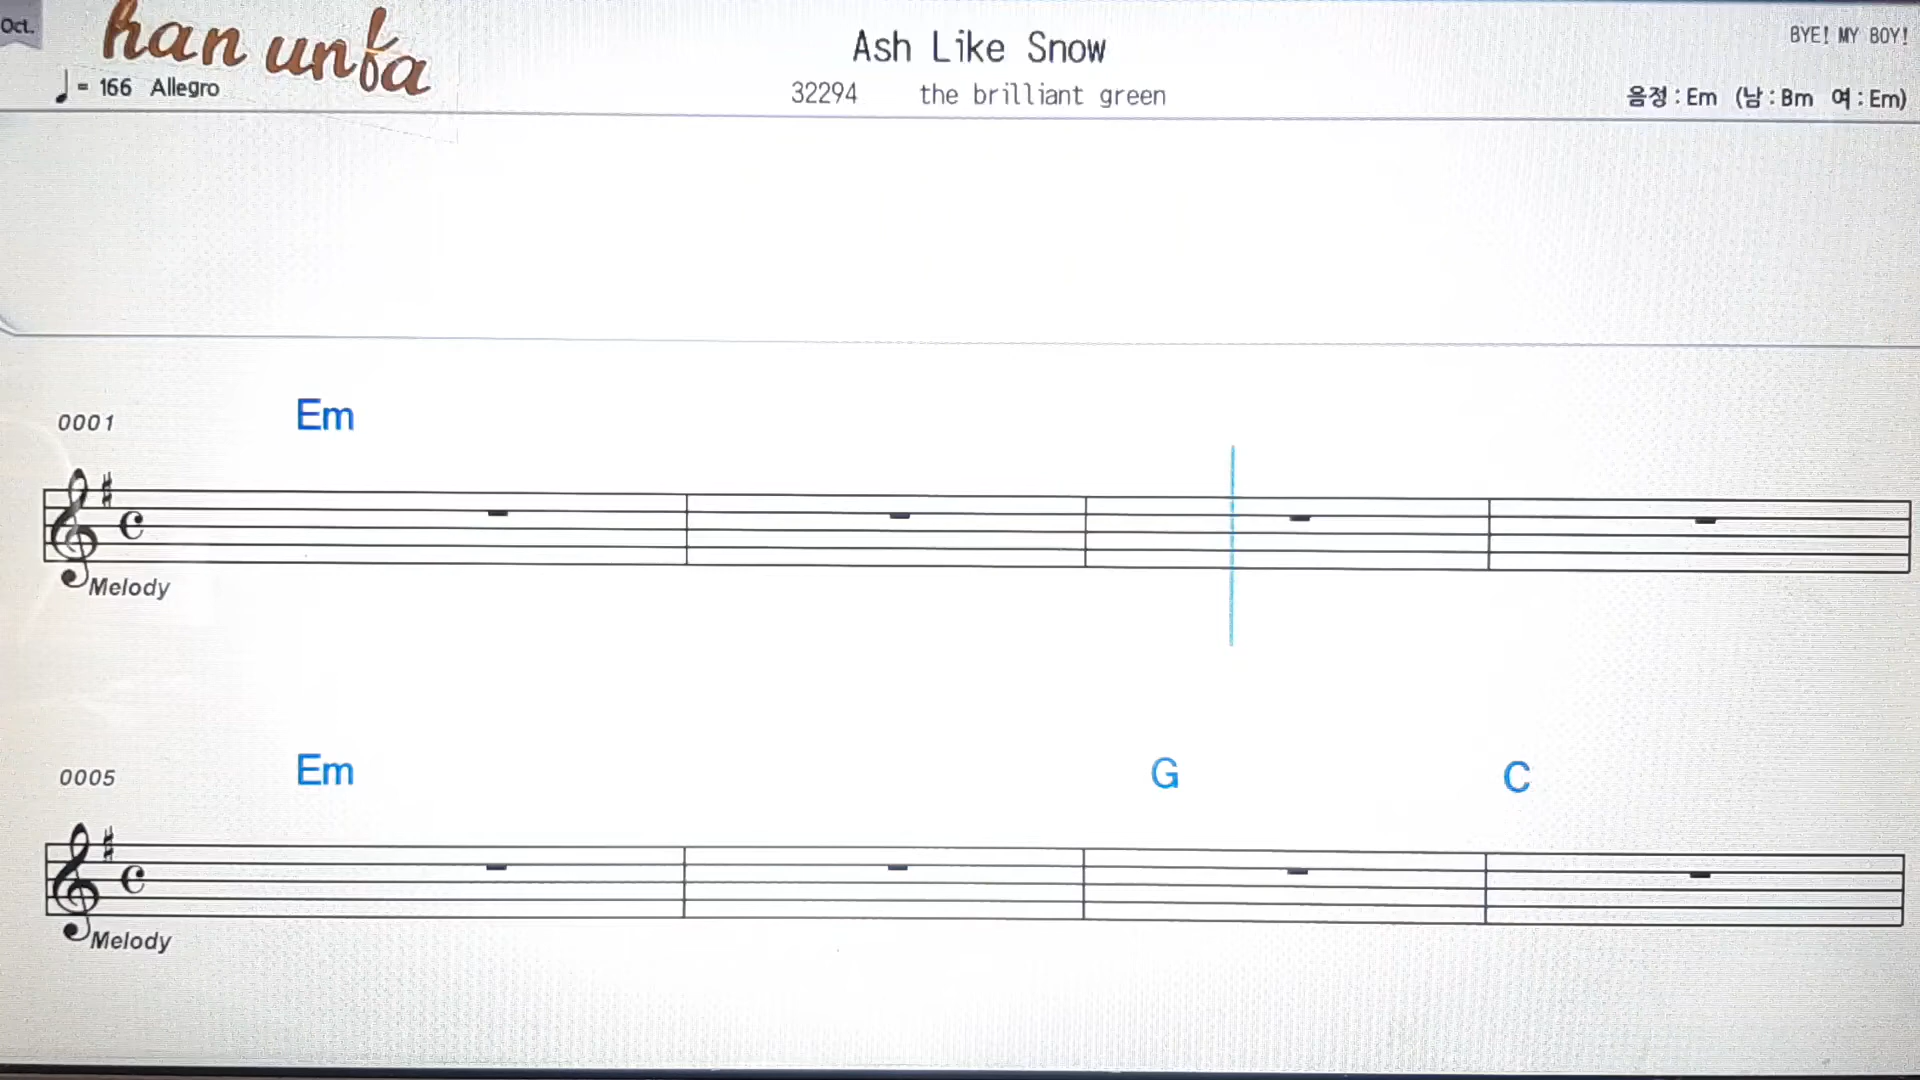 Oct.
han unfa
Ash Like Snow
BYE! MY BOY!
♩= 166 Allegro
32294 the brilliant green
음정 : Em (남 : Bm 여 : Em)
0001 Em
Melody
0005 Em G C
Melody